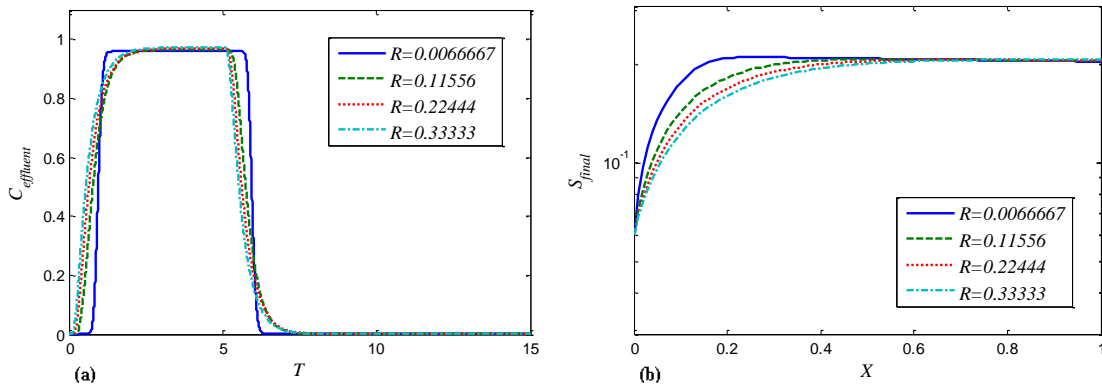 1
0.8
0.6
0.4
0.2
0
C_effluent
0 5 10 15
T
(a)
R=0.0066667
R=0.11556
R=0.22444
R=0.33333
10^-1
S_final
0 0.2 0.4 0.6 0.8 1
X
(b)
R=0.0066667
R=0.11556
R=0.22444
R=0.33333